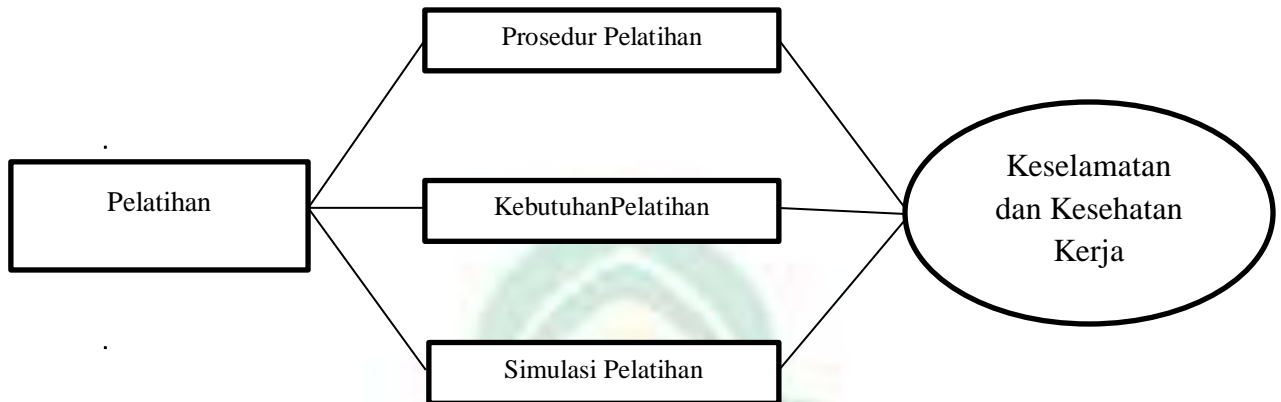 Prosedur Pelatihan
Pelatihan
KebutuhanPelatihan
Simulasi Pelatihan
Keselamatan
dan Kesehatan
Kerja